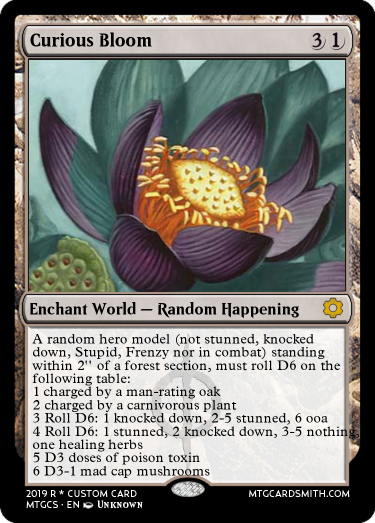 Curious Bloom 3 1
Enchant World — Random Happening
A random hero model (not stunned, knocked
down, Stupid, Frenzy nor in combat) standing
within 2" of a forest section, must roll D6 on the
following table:
1 charged by a man-rating oak
2 charged by a carnivorous plant
3 Roll D6: 1 knocked down, 2-5 stunned, 6 ooa
4 Roll D6: 1 stunned, 2 knocked down, 3-5 nothing,
one healing herbs
5 D3 doses of poison toxin
6 D3-1 mad cap mushrooms
2019 R * CUSTOM CARD
MTGCS · EN Unknown
MTGCARDSMITH.COM